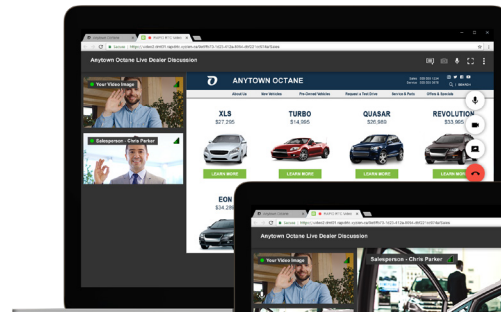 Anytown Octane Live Dealer Discussion
Your Video Image
Salesperson - Chris Parker
ANYTOWN OCTANE
SEARCH
About Us New Vehicles Pre-Owned Vehicles Request a Test Drive Service & Parts Offers & Specials
XLS TURBO QUASAR REVOLUTION
$27,295 $14,995 $26,989 $33,995
LEARN MORE LEARN MORE LEARN MORE LEARN MORE
EON
Anytown Octane Live Dealer Discussion
Your Video Image
Salesperson - Chris Parker